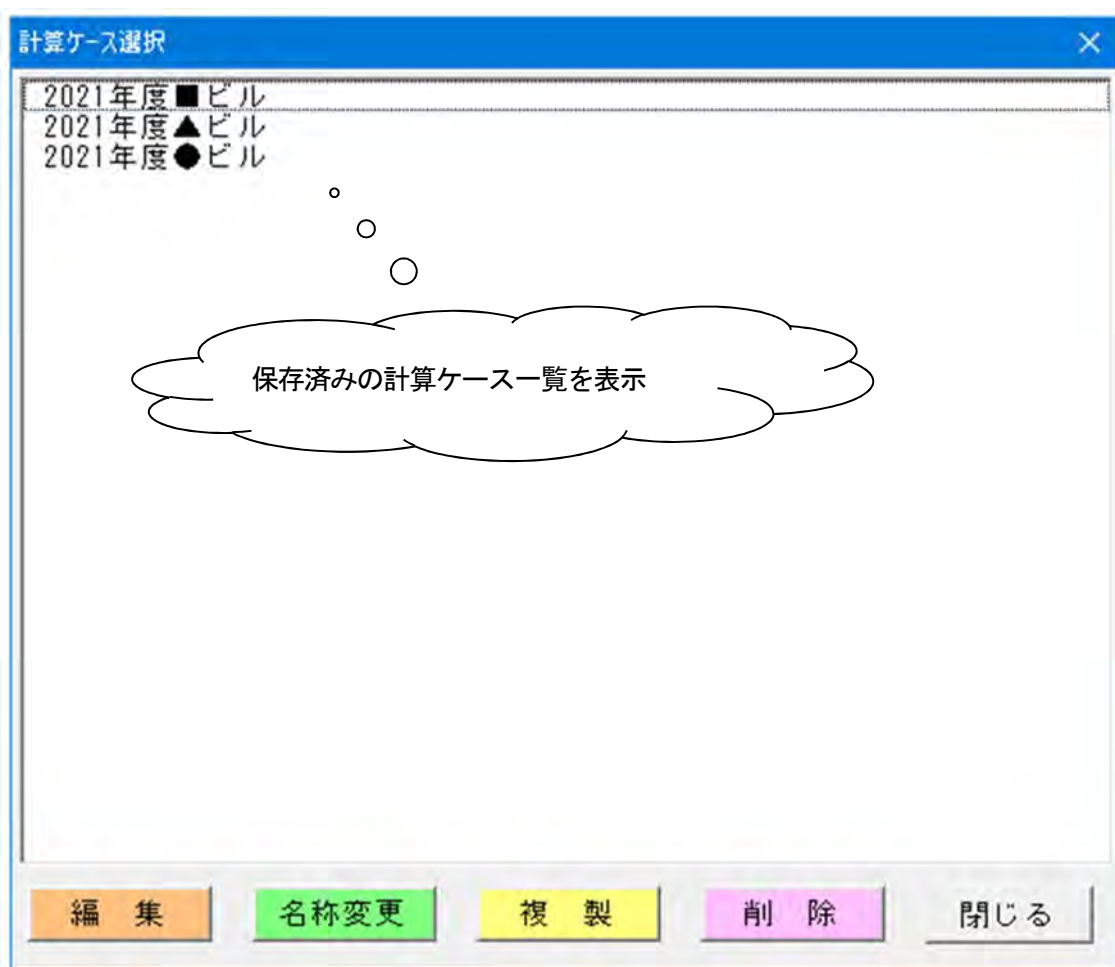 計算ケース選択
2021年度■ビル
2021年度▲ビル
2021年度●ビル
保存済みの計算ケース一覧を表示
編　集
名称変更
複　製
削　除
閉じる